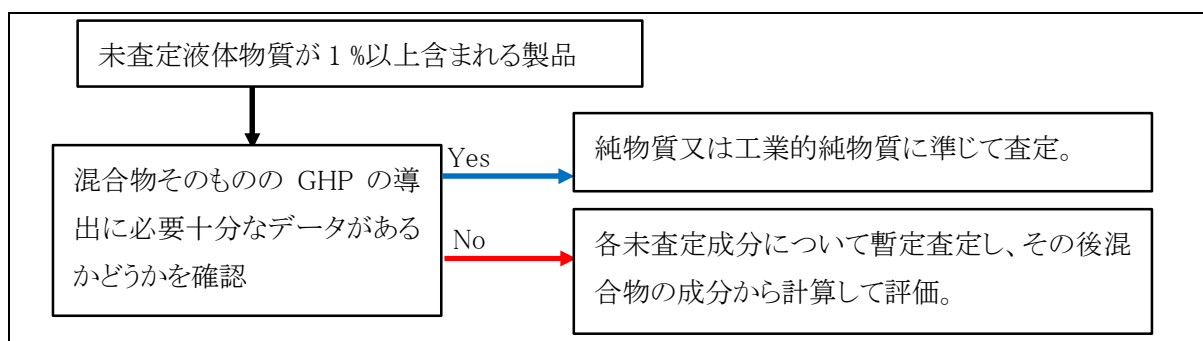 未査定液体物質が 1 %以上含まれる製品
Yes
純物質又は工業的純物質に準じて査定。
混合物そのものの GHP の導
出に必要十分なデータがある
かどうかを確認
No
各未査定成分について暫定査定し、その後混
合物の成分から計算して評価。